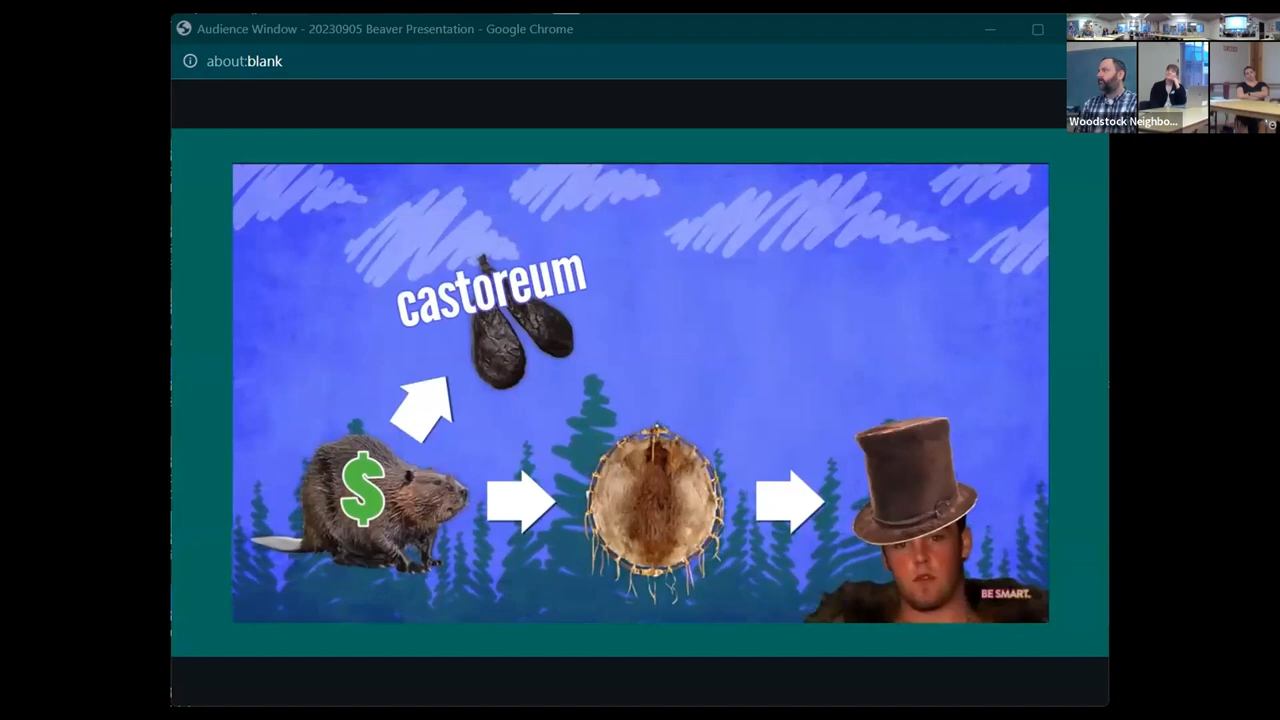 Audience Window - 20230905 Beaver Presentation - Google Chrome
about:blank
Woodstock Neighbo...
castoreum
$
BE SMART.